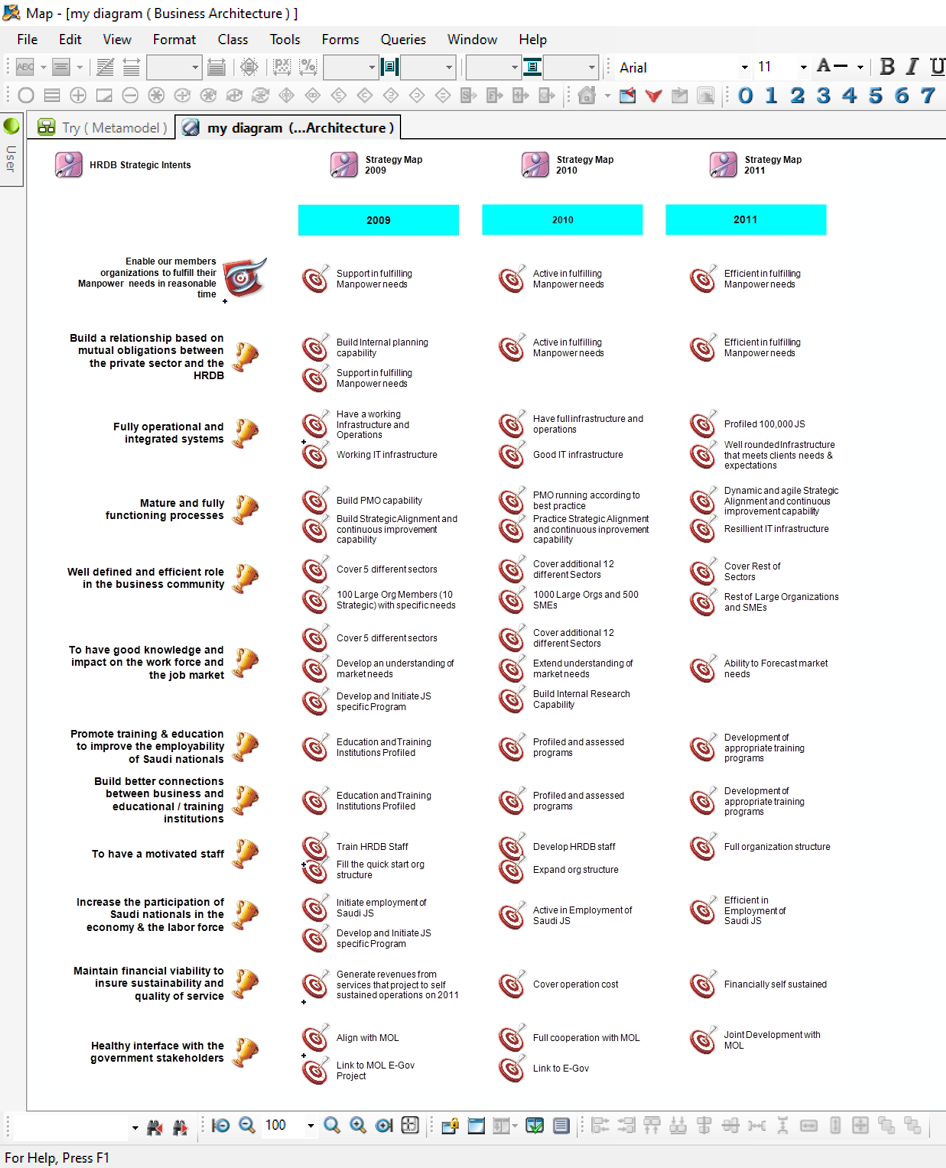 Map - [my diagram ( Business Architecture ) ]
File Edit View Format Class Tools Forms Queries Window Help
ABC Arial 11 A B I U
0 1 2 3 4 5 6 7
User
Try ( Metamodel ) my diagram (...Architecture )
HRDB Strategic Intents
Strategy Map
2009
Strategy Map
2010
Strategy Map
2011
2009 2010 2011
Enable our members
organizations to fulfill their
Manpower needs in reasonable
time
Support in fulfilling
Manpower needs
Active in fulfilling
Manpower needs
Efficient in fulfilling
Manpower needs
Build a relationship based on
mutual obligations between
the private sector and the
HRDB
Build Internal planning
capability
Support in fulfilling
Manpower needs
Active in fulfilling
Manpower needs
Efficient in fulfilling
Manpower needs
Fully operational and
integrated systems
Have a working
Infrastructure and
Operations
Working IT infrastructure
Have full infrastructure and
operations
Good IT infrastructure
Profiled 100,000 JS
Well rounded Infrastructure
that meets clients needs &
expectations
Mature and fully
functioning processes
Build PMO capability
Build Strategic Alignment and
continuous improvement
capability
PMO running according to
best practice
Practice Strategic Alignment
and continuous inprovement
capability
Dynamic and agile Strategic
Alignment and continuous
improvement capability
Resillient IT infrastructure
Well defined and efficient role
in the business community
Cover 5 different sectors
100 Large Org Members (10
Strategic) with specific needs
Cover additional 12
different Sectors
1000 Large Orgs and 500
SMEs
Cover Rest of
Sectors
Rest of Large Organizations
and SMEs
To have good knowledge and
impact on the work force and
the job market
Cover 5 different sectors
Develop an understanding of
market needs
Develop and Initiate JS
specific Program
Cover additional 12
different Sectors
Extend understanding of
market needs
Build Internal Research
Capability
Ability to Forecast market
needs
Promote training & education
to improve the employability
of Saudi nationals
Education and Training
Institutions Profiled
Profiled and assessed
programs
Development of
appropriate training
programs
Build better connections
between business and
educational / training
institutions
Education and Training
Institutions Profiled
Profiled and assessed
programs
Development of
appropriate training
programs
To have a motivated staff
Train HRDB Staff
Fill the quick start org
structure
Develop HRDB staff
Expand org structure
Full organization structure
Increase the participation of
Saudi nationals in the
economy & the labor force
Initiate employment of
Saudi JS
Develop and Initiate JS
specific Program
Active in Employment of
Saudi JS
Efficient in
Employment of
Saudi JS
Maintain financial viability to
insure sustainability and
quality of service
Generate revenues from
services that project to self
sustained operations on 2011
Cover operation cost
Financially self sustained
Healthy interface with the
government stakeholders
Align with MOL
Link to MOL E-Gov
Project
Full cooperation with MOL
Link to E-Gov
Joint Development with
MOL
100
For Help, Press F1